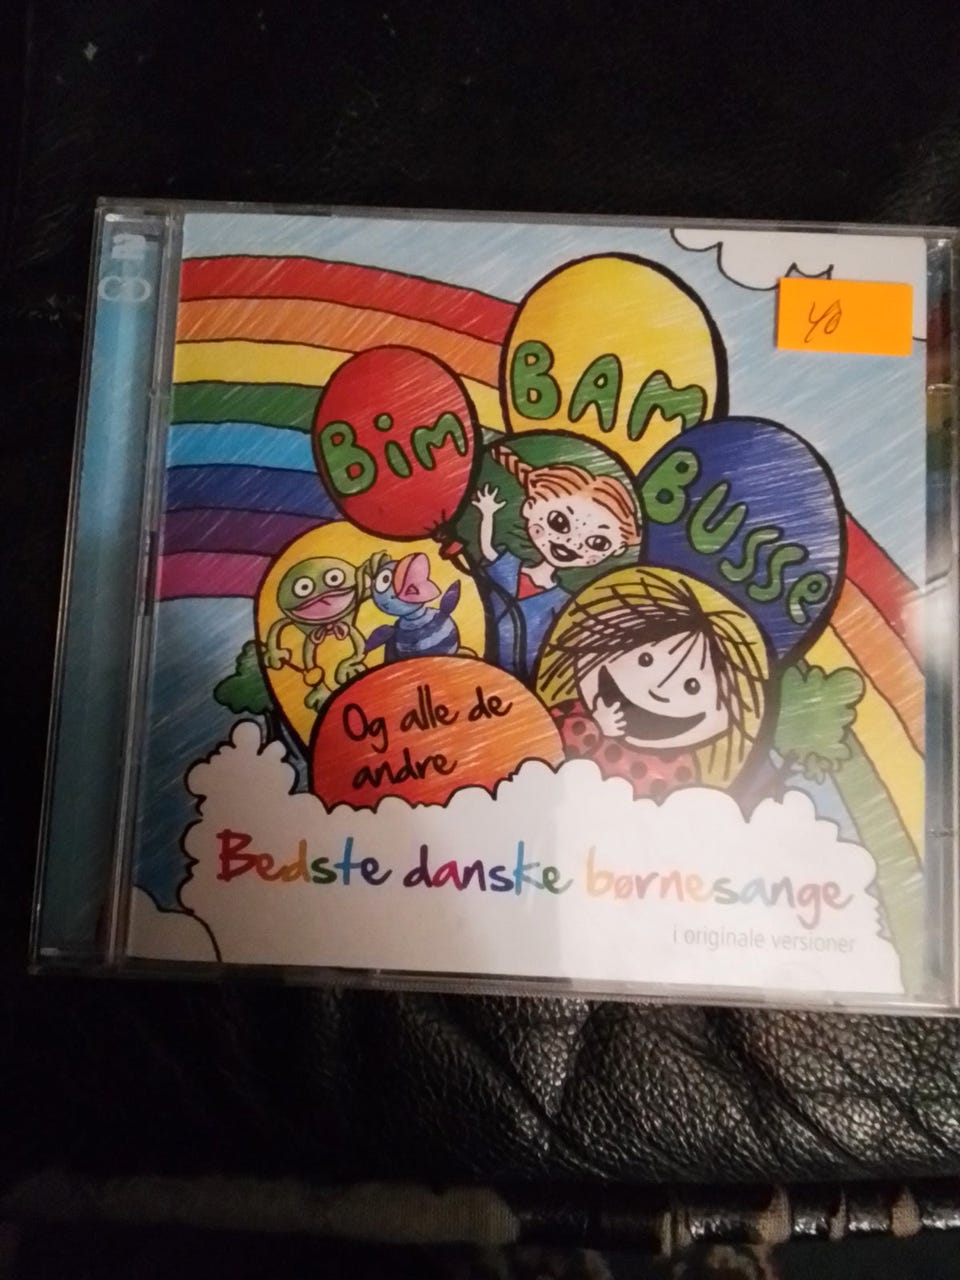 2
CD
40
Bim
BAM
BUSSe
Og alle de
andre
Bedste danske børnesange
i originale versioner